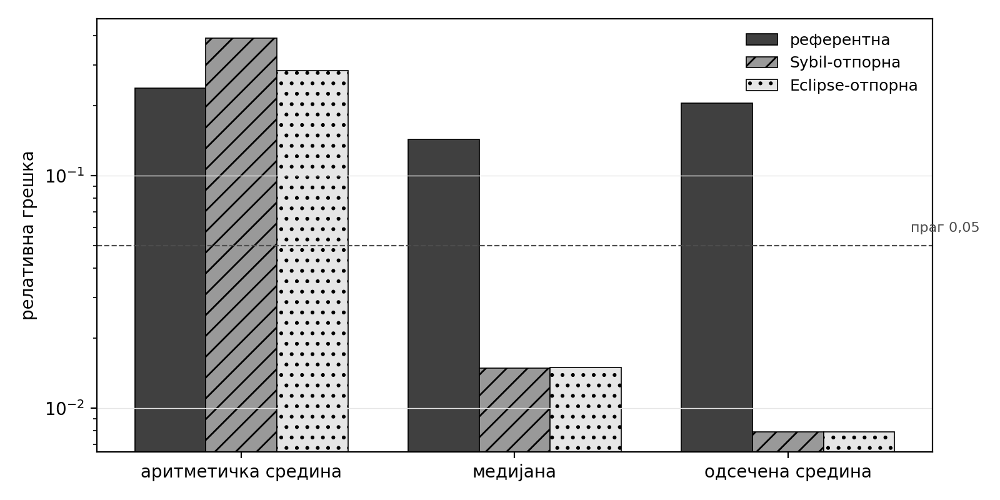 референтна
Sybil-отпорна
Eclipse-отпорна
релативна грешка
10⁻¹
праг 0,05
10⁻²
аритметичка средина
медијана
одсечена средина